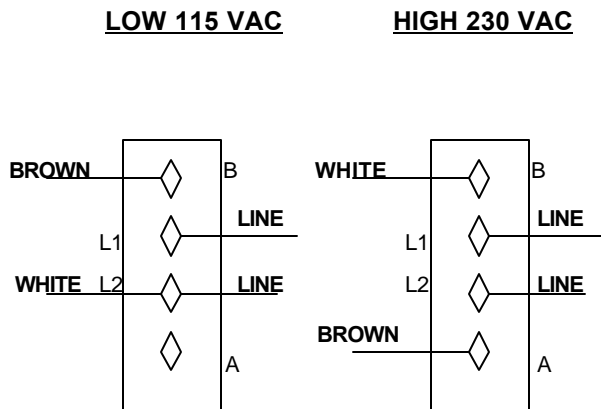 LOW 115 VAC HIGH 230 VAC
BROWN B WHITE B
LINE LINE
L1 L1
WHITE L2 LINE L2 LINE
BROWN
A A